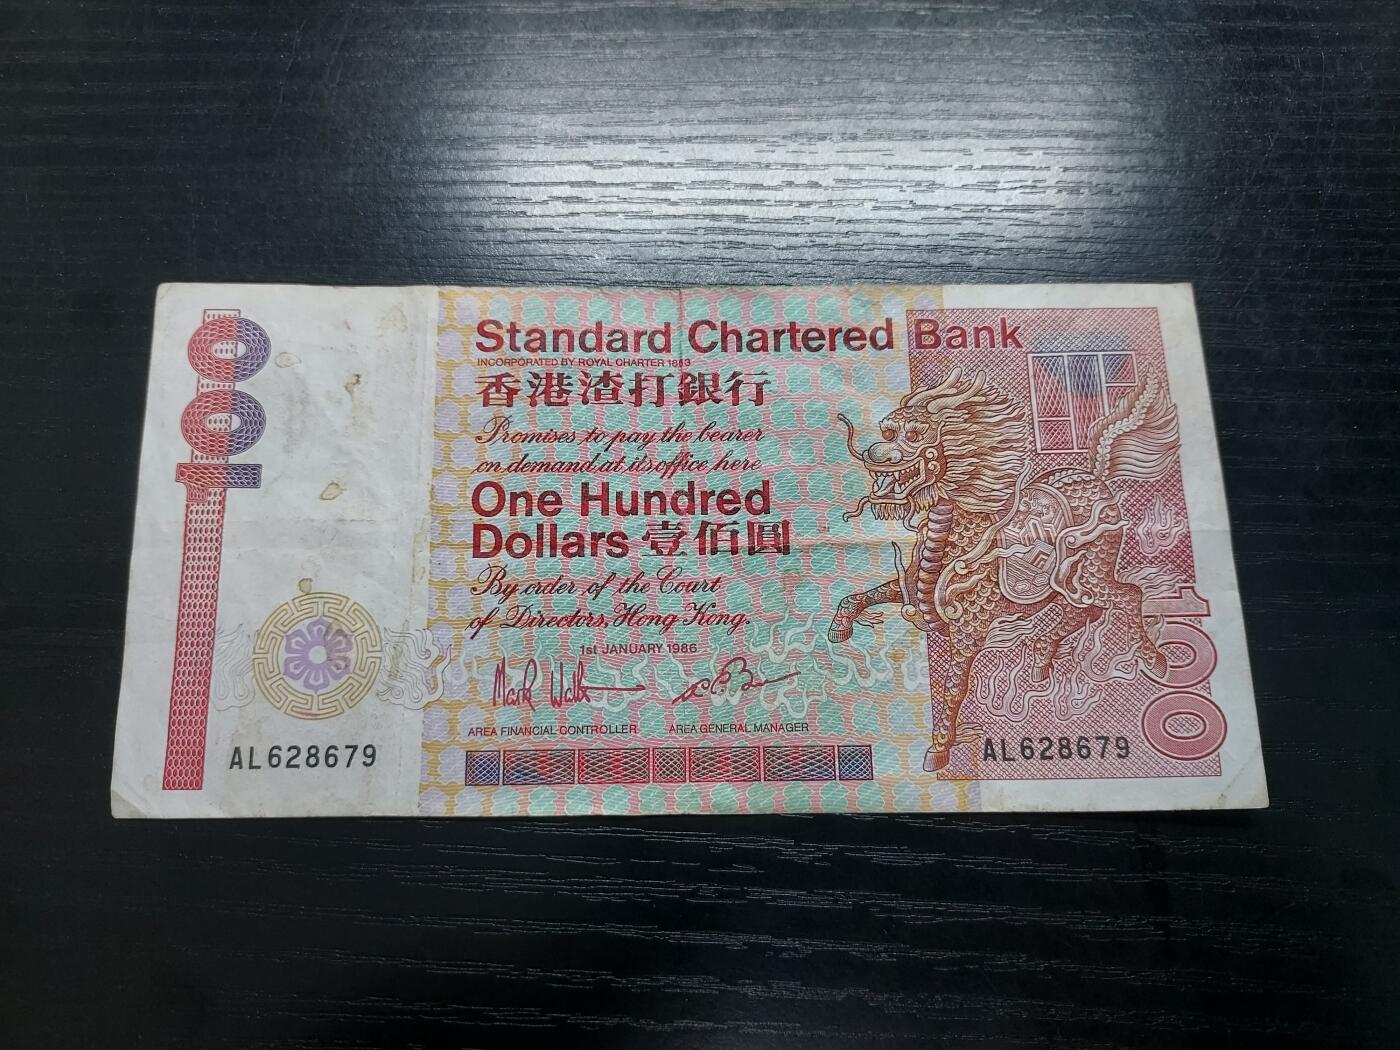 100
Standard Chartered Bank
INCORPORATED BY ROYAL CHARTER 1853
香港渣打銀行
Promises to pay the bearer
on demand at its office here
One Hundred
Dollars 壹佰圓
By order of the Court
of Directors, Hong Kong.
1st JANUARY 1986
AREA FINANCIAL CONTROLLER AREA GENERAL MANAGER
AL628679
AL628679
100